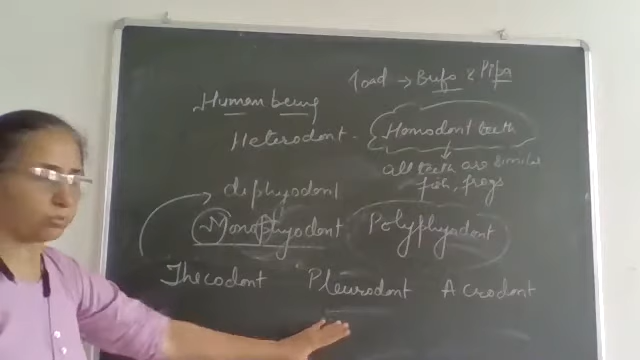 Toad → Bufo & Pipa
Human being
Heterodont - Homodont teeth
all teeth are similar
fish, frogs
diphyodont
Monophyodont Polyphyodont
Thecodont Pleurodont Acrodont